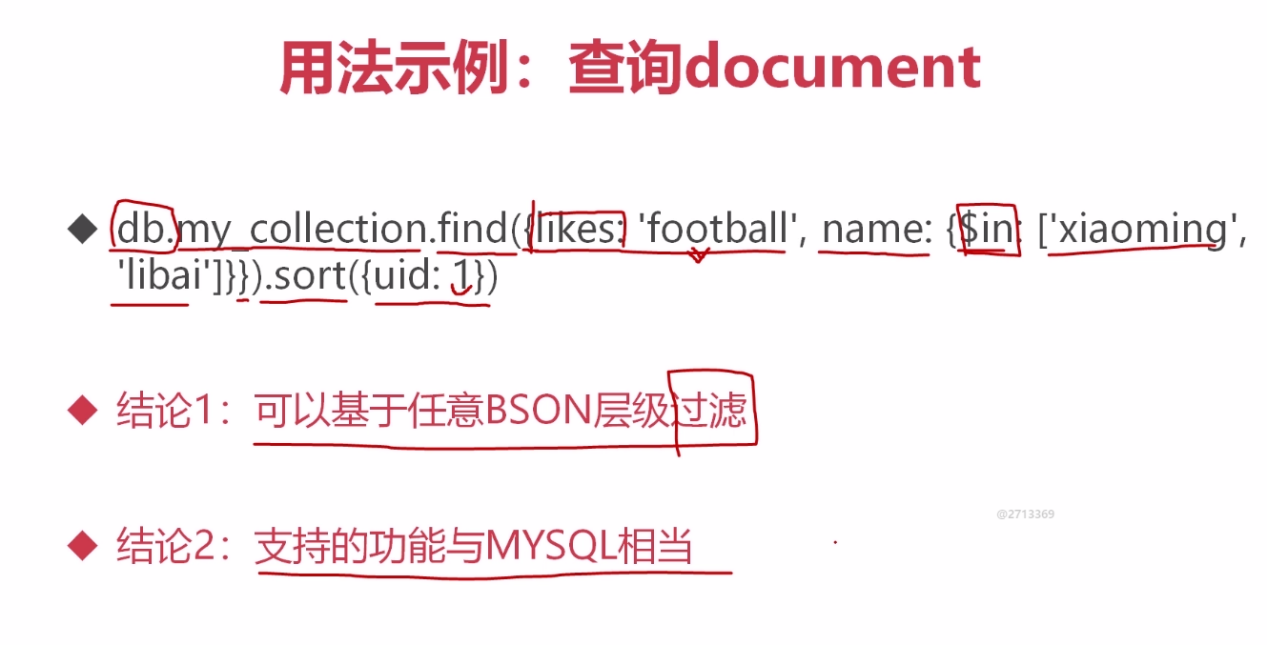 用法示例：查询document
◆ db.my_collection.find({likes: 'football', name: {$in: ['xiaoming',
'libai']}}).sort({uid: 1})
◆ 结论1：可以基于任意BSON层级过滤
@2713369
◆ 结论2：支持的功能与MYSQL相当